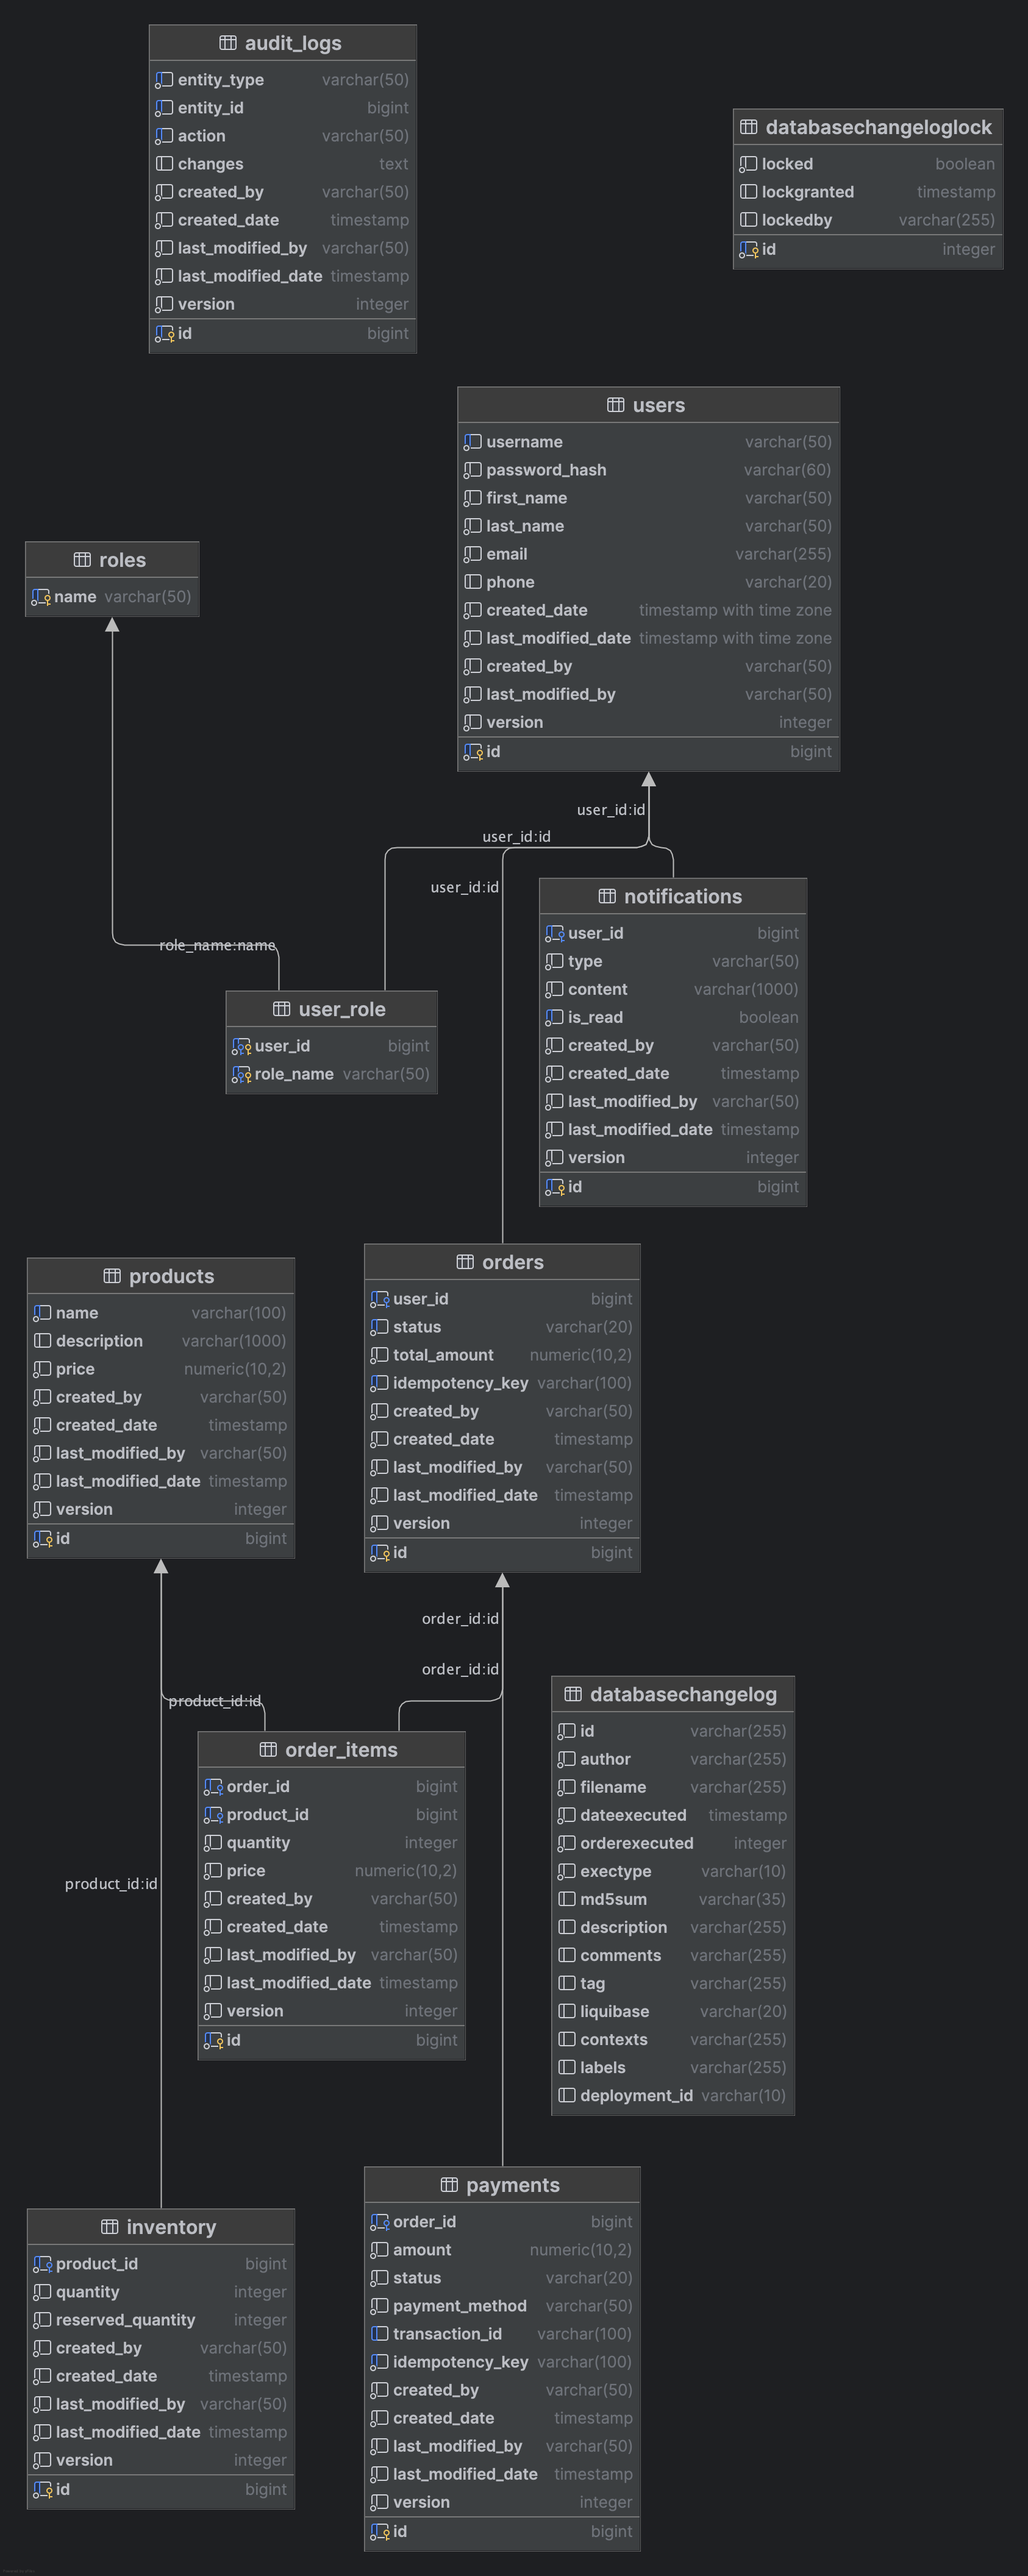 audit_logs
entity_type varchar(50)
entity_id bigint
action varchar(50)
changes text
created_by varchar(50)
created_date timestamp
last_modified_by varchar(50)
last_modified_date timestamp
version integer
id bigint
databasechangeloglock
locked boolean
lockgranted timestamp
lockedby varchar(255)
id integer
users
username varchar(50)
password_hash varchar(60)
first_name varchar(50)
last_name varchar(50)
email varchar(255)
phone varchar(20)
created_date timestamp with time zone
last_modified_date timestamp with time zone
created_by varchar(50)
last_modified_by varchar(50)
version integer
id bigint
roles
name varchar(50)
user_id:id
user_id:id
user_id:id
role_name:name
notifications
user_id bigint
type varchar(50)
content varchar(1000)
is_read boolean
created_by varchar(50)
created_date timestamp
last_modified_by varchar(50)
last_modified_date timestamp
version integer
id bigint
user_role
user_id bigint
role_name varchar(50)
products
name varchar(100)
description varchar(1000)
price numeric(10,2)
created_by varchar(50)
created_date timestamp
last_modified_by varchar(50)
last_modified_date timestamp
version integer
id bigint
orders
user_id bigint
status varchar(20)
total_amount numeric(10,2)
idempotency_key varchar(100)
created_by varchar(50)
created_date timestamp
last_modified_by varchar(50)
last_modified_date timestamp
version integer
id bigint
order_id:id
order_id:id
product_id:id
product_id:id
order_items
order_id bigint
product_id bigint
quantity integer
price numeric(10,2)
created_by varchar(50)
created_date timestamp
last_modified_by varchar(50)
last_modified_date timestamp
version integer
id bigint
databasechangelog
id varchar(255)
author varchar(255)
filename varchar(255)
dateexecuted timestamp
orderexecuted integer
exectype varchar(10)
md5sum varchar(35)
description varchar(255)
comments varchar(255)
tag varchar(255)
liquibase varchar(20)
contexts varchar(255)
labels varchar(255)
deployment_id varchar(10)
inventory
product_id bigint
quantity integer
reserved_quantity integer
created_by varchar(50)
created_date timestamp
last_modified_by varchar(50)
last_modified_date timestamp
version integer
id bigint
payments
order_id bigint
amount numeric(10,2)
status varchar(20)
payment_method varchar(50)
transaction_id varchar(100)
idempotency_key varchar(100)
created_by varchar(50)
created_date timestamp
last_modified_by varchar(50)
last_modified_date timestamp
version integer
id bigint